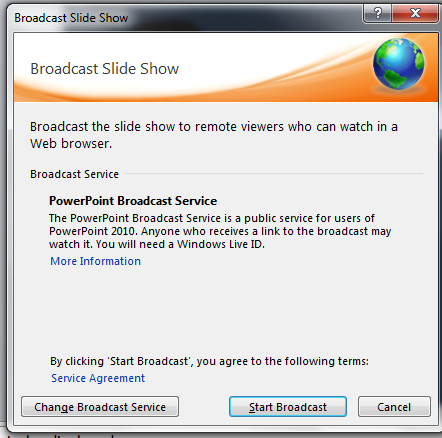 Broadcast Slide Show
Broadcast Slide Show
Broadcast the slide show to remote viewers who can watch in a
Web browser.
Broadcast Service
PowerPoint Broadcast Service
The PowerPoint Broadcast Service is a public service for users of
PowerPoint 2010. Anyone who receives a link to the broadcast may
watch it. You will need a Windows Live ID.
More Information
By clicking 'Start Broadcast', you agree to the following terms:
Service Agreement
Change Broadcast Service Start Broadcast Cancel